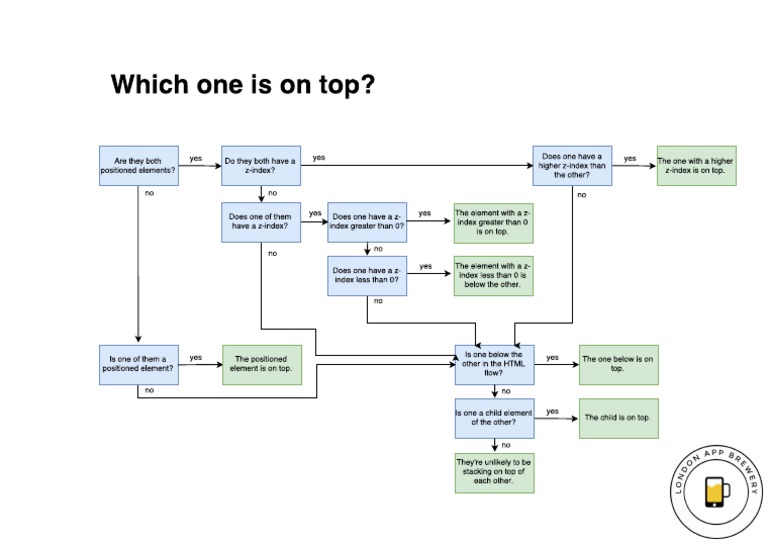 Which one is on top?
Are they both
positioned elements?
yes
Do they both have a
z-index?
yes
Does one have a
higher z-index than
the other?
yes
The one with a higher
z-index is on top.
no
no
no
Does one of them
have a z-index?
yes
Does one have a z-
index greater than 0?
yes
The element with a z-
index greater than 0
is on top.
no
no
Does one have a z-
index less than 0?
yes
The element with a z-
index less than 0 is
below the other.
no
Is one of them a
positioned element?
yes
The positioned
element is on top.
no
Is one below the
other in the HTML
flow?
yes
The one below is on
top.
no
Is one a child element
of the other?
yes
The child is on top.
no
They're unlikely to be
stacking on top of
each other.
LONDON APP BREWERY